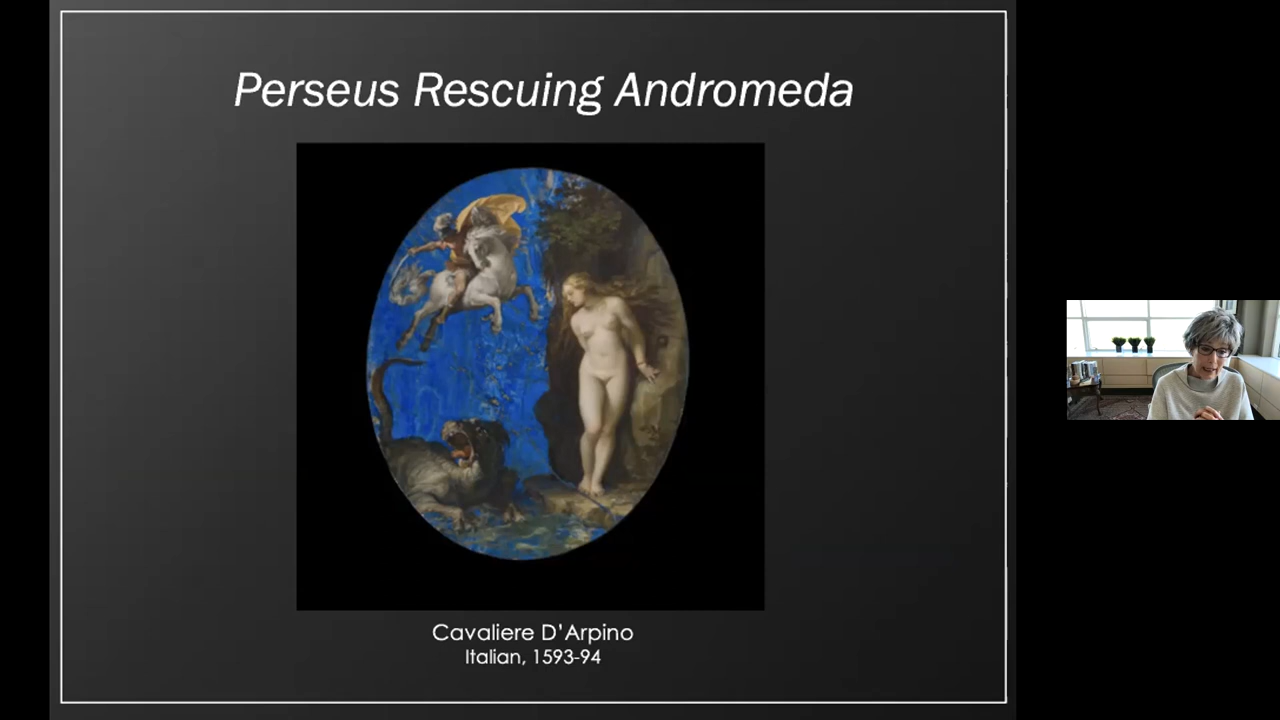 Perseus Rescuing Andromeda
Cavaliere D'Arpino
Italian, 1593-94